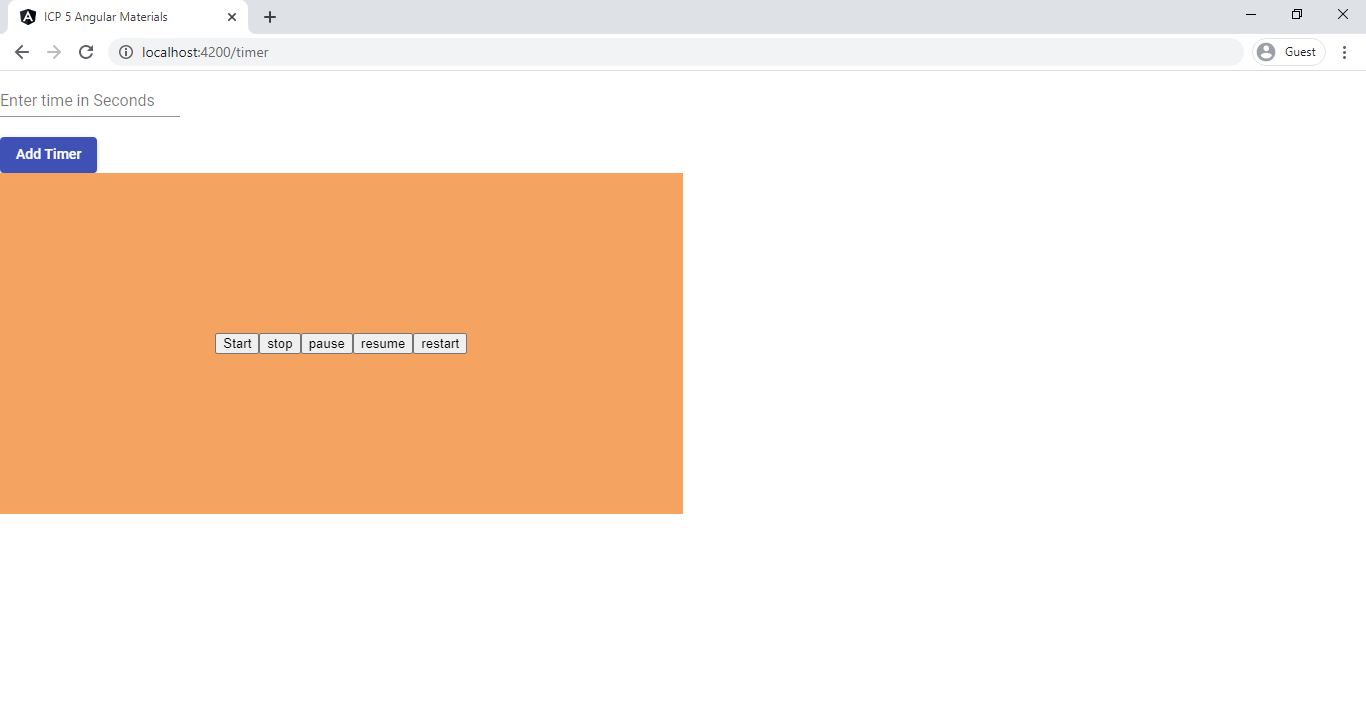 ICP 5 Angular Materials
localhost:4200/timer
Guest
Enter time in Seconds
Add Timer
Start stop pause resume restart